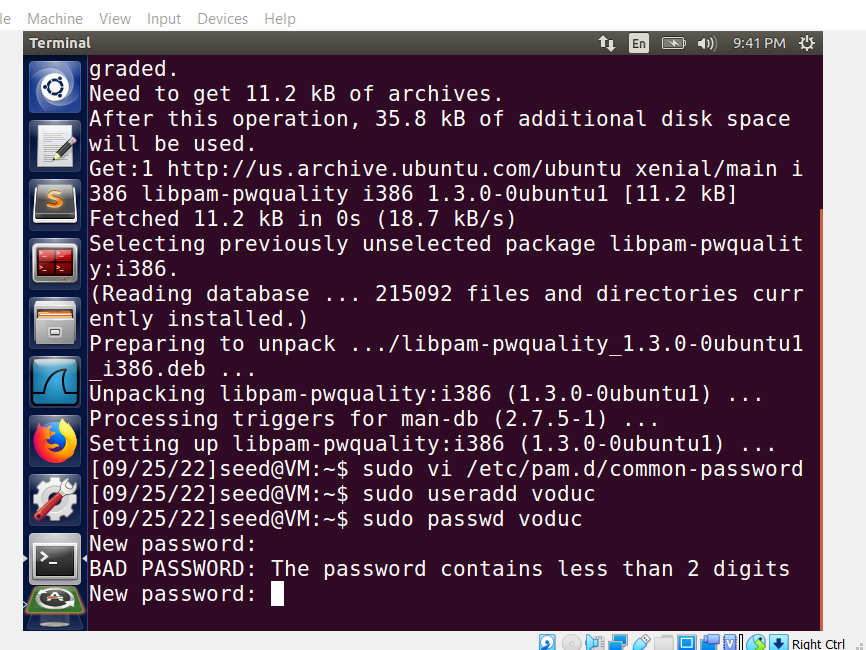 Machine View Input Devices Help
Terminal En 9:41 PM
graded.
Need to get 11.2 kB of archives.
After this operation, 35.8 kB of additional disk space
will be used.
Get:1 http://us.archive.ubuntu.com/ubuntu xenial/main i
386 libpam-pwquality i386 1.3.0-0ubuntu1 [11.2 kB]
Fetched 11.2 kB in 0s (18.7 kB/s)
Selecting previously unselected package libpam-pwqualit
y:i386.
(Reading database ... 215092 files and directories curr
ently installed.)
Preparing to unpack .../libpam-pwquality_1.3.0-0ubuntu1
_i386.deb ...
Unpacking libpam-pwquality:i386 (1.3.0-0ubuntu1) ...
Processing triggers for man-db (2.7.5-1) ...
Setting up libpam-pwquality:i386 (1.3.0-0ubuntu1) ...
[09/25/22]seed@VM:~$ sudo vi /etc/pam.d/common-password
[09/25/22]seed@VM:~$ sudo useradd voduc
[09/25/22]seed@VM:~$ sudo passwd voduc
New password:
BAD PASSWORD: The password contains less than 2 digits
New password:
Right Ctrl